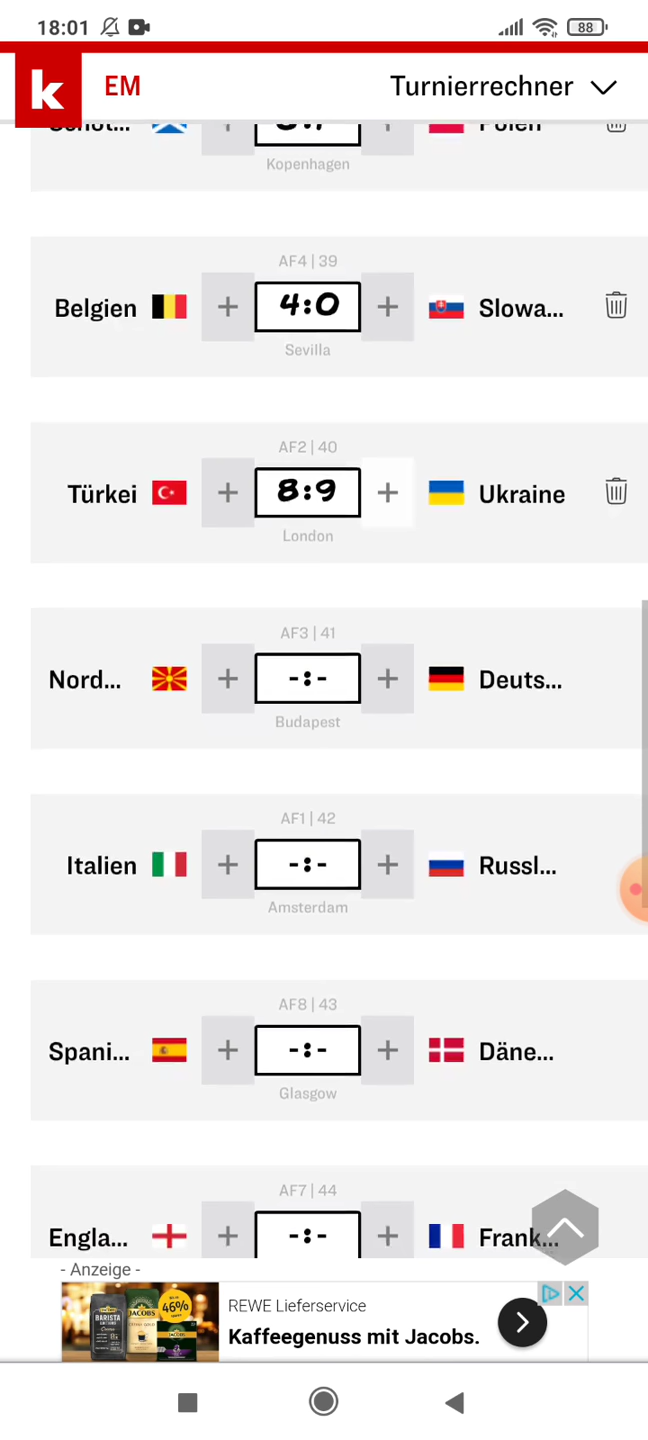 18:01 88
k EM Turnierrechner
Polen
Kopenhagen
AF4 | 39
Belgien + 4:0 + Slowa...
Sevilla
AF2 | 40
Türkei + 8:9 + Ukraine
London
AF3 | 41
Nord... + -:- + Deuts...
Budapest
AF1 | 42
Italien + -:- + Russl...
Amsterdam
AF8 | 43
Spani... + -:- + Däne...
Glasgow
AF7 | 44
Engla... + -:- + Frank...
- Anzeige -
BARISTA JACOBS 46%
REWE Lieferservice
Kaffeegenuss mit Jacobs.